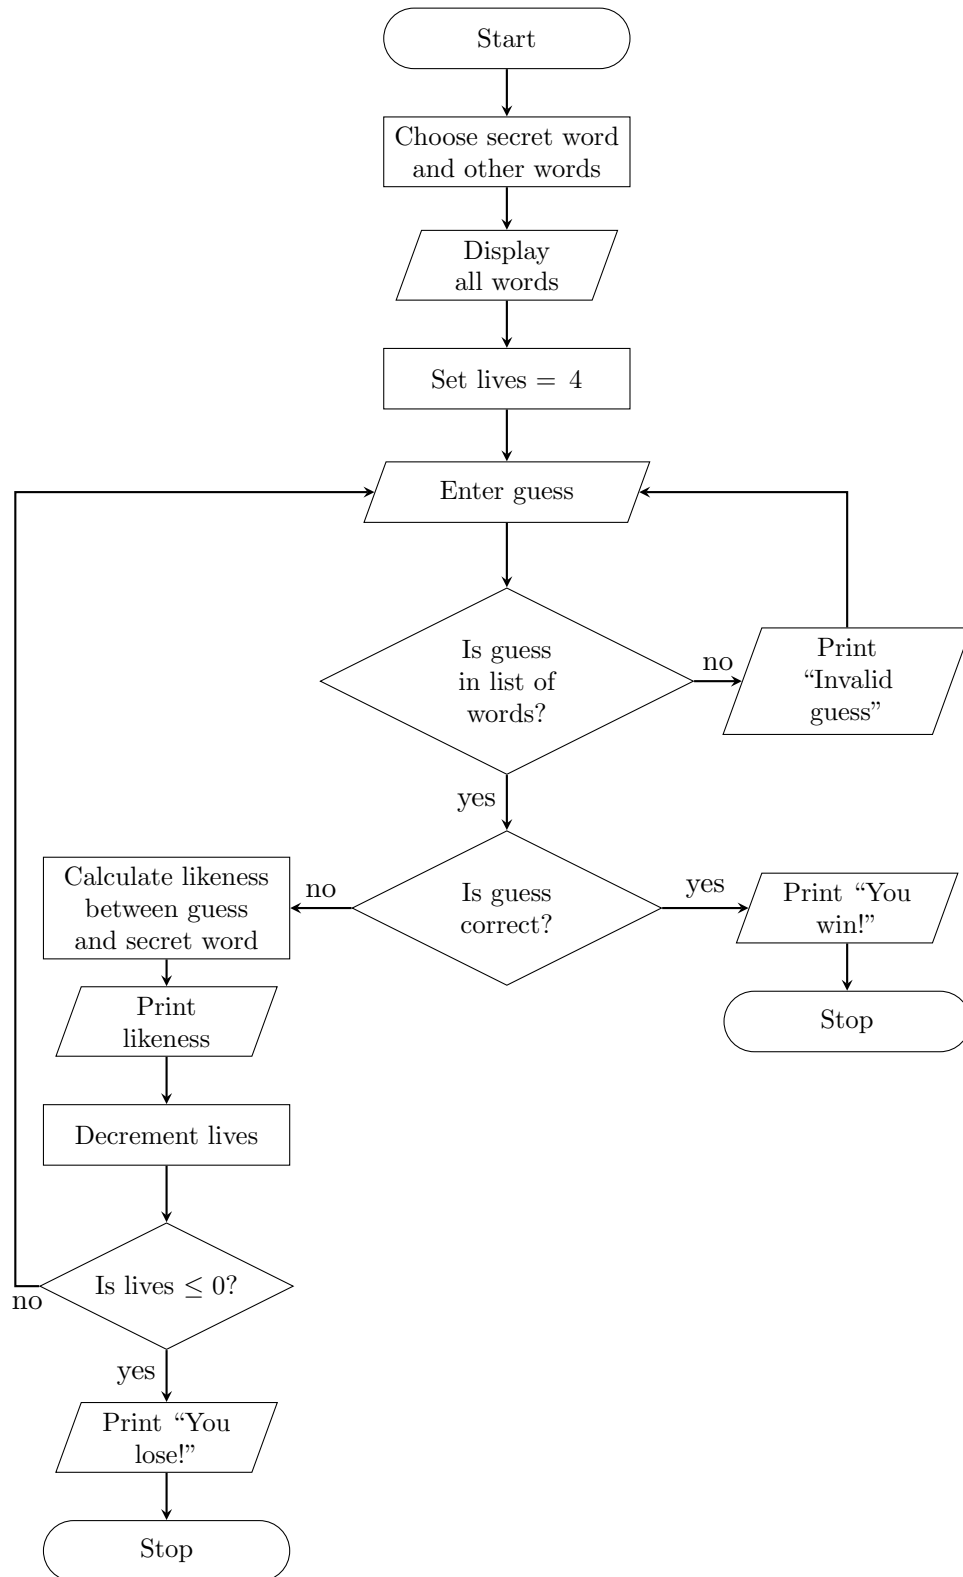 Start
Choose secret word
and other words
Display
all words
Set lives = 4
Enter guess
Is guess
in list of
words?
no
Print
“Invalid
guess”
yes
Is guess
correct?
no
Calculate likeness
between guess
and secret word
yes
Print “You
win!”
Stop
Print
likeness
Decrement lives
Is lives ≤ 0?
no
yes
Print “You
lose!”
Stop